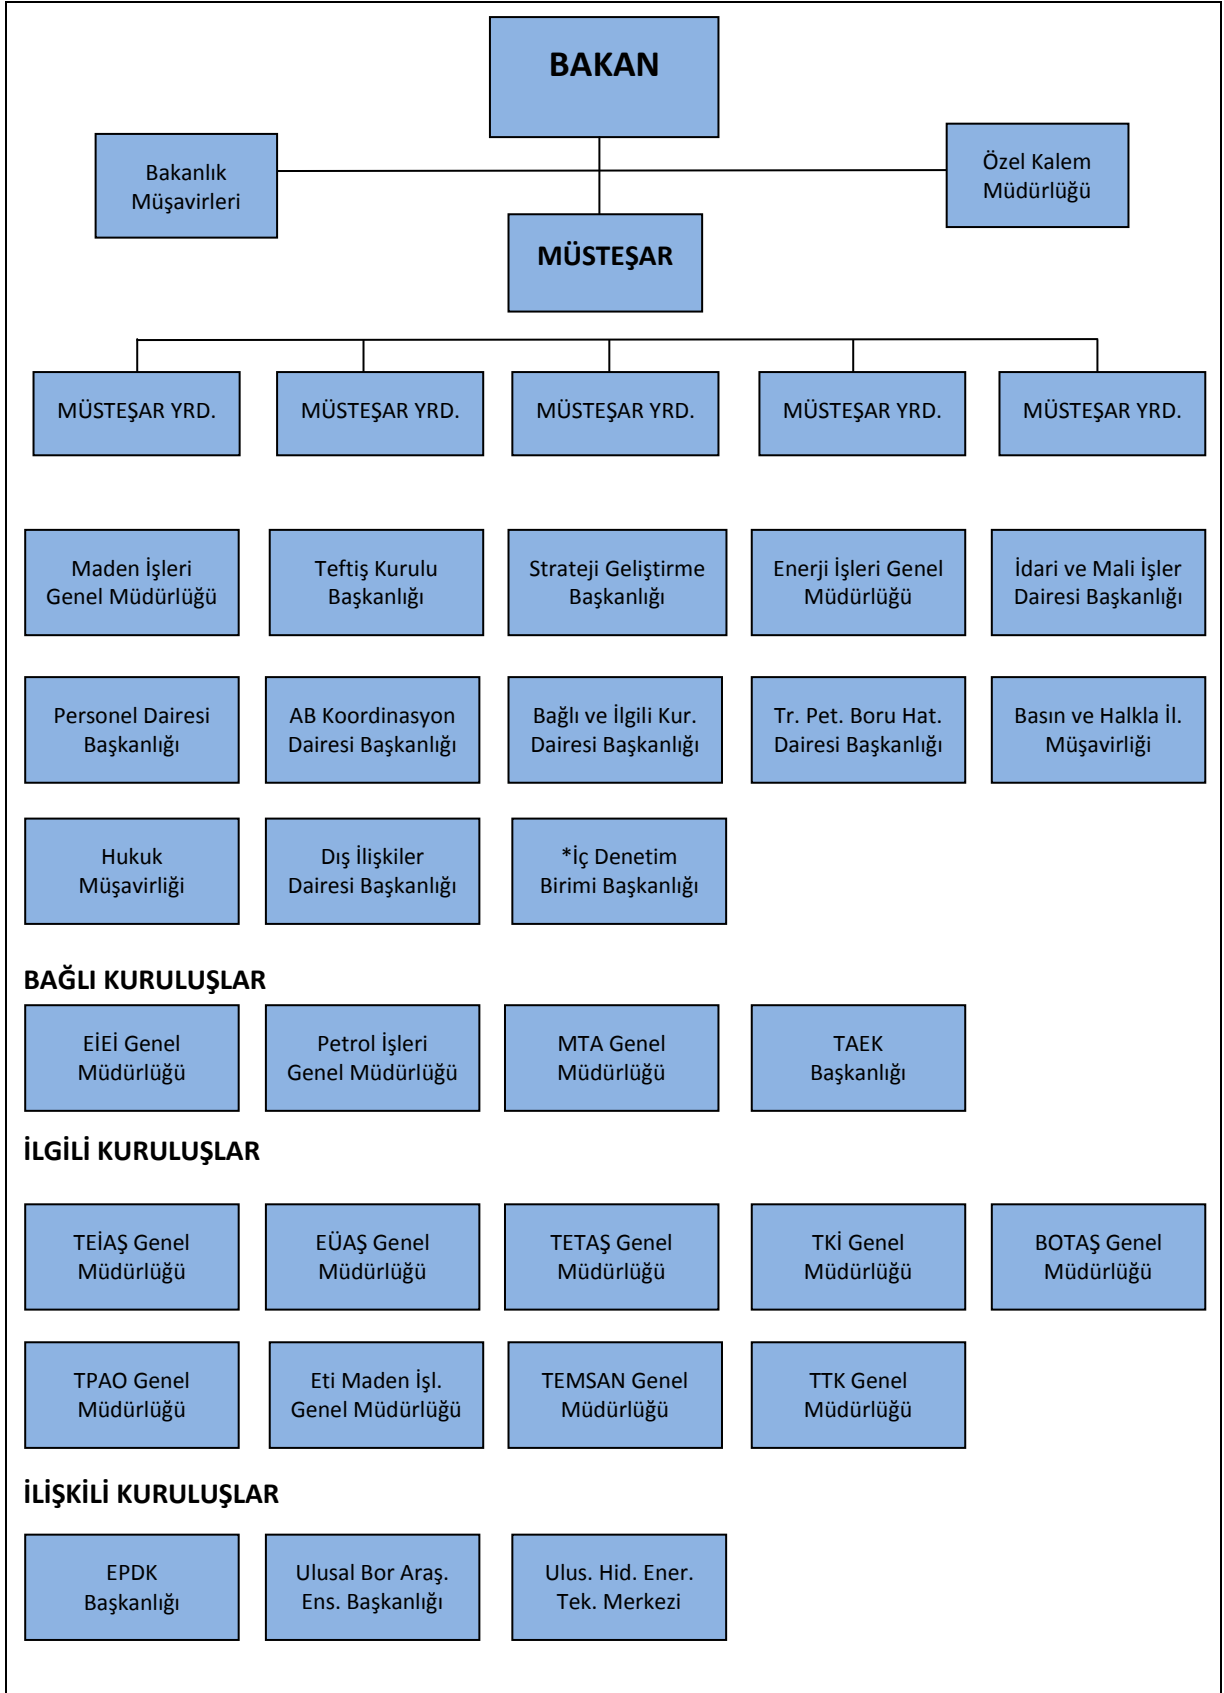 BAKAN
Bakanlık
Müşavirleri
Özel Kalem
Müdürlüğü
MÜSTEŞAR
MÜSTEŞAR YRD.
MÜSTEŞAR YRD.
MÜSTEŞAR YRD.
MÜSTEŞAR YRD.
MÜSTEŞAR YRD.
Maden İşleri
Genel Müdürlüğü
Teftiş Kurulu
Başkanlığı
Strateji Geliştirme
Başkanlığı
Enerji İşleri Genel
Müdürlüğü
İdari ve Mali İşler
Dairesi Başkanlığı
Personel Dairesi
Başkanlığı
AB Koordinasyon
Dairesi Başkanlığı
Bağlı ve İlgili Kur.
Dairesi Başkanlığı
Tr. Pet. Boru Hat.
Dairesi Başkanlığı
Basın ve Halkla İl.
Müşavirliği
Hukuk
Müşavirliği
Dış İlişkiler
Dairesi Başkanlığı
*İç Denetim
Birimi Başkanlığı
BAĞLI KURULUŞLAR
EİEİ Genel
Müdürlüğü
Petrol İşleri
Genel Müdürlüğü
MTA Genel
Müdürlüğü
TAEK
Başkanlığı
İLGİLİ KURULUŞLAR
TEİAŞ Genel
Müdürlüğü
EÜAŞ Genel
Müdürlüğü
TETAŞ Genel
Müdürlüğü
TKİ Genel
Müdürlüğü
BOTAŞ Genel
Müdürlüğü
TPAO Genel
Müdürlüğü
Eti Maden İşl.
Genel Müdürlüğü
TEMSAN Genel
Müdürlüğü
TTK Genel
Müdürlüğü
İLİŞKİLİ KURULUŞLAR
EPDK
Başkanlığı
Ulusal Bor Araş.
Ens. Başkanlığı
Ulus. Hid. Ener.
Tek. Merkezi